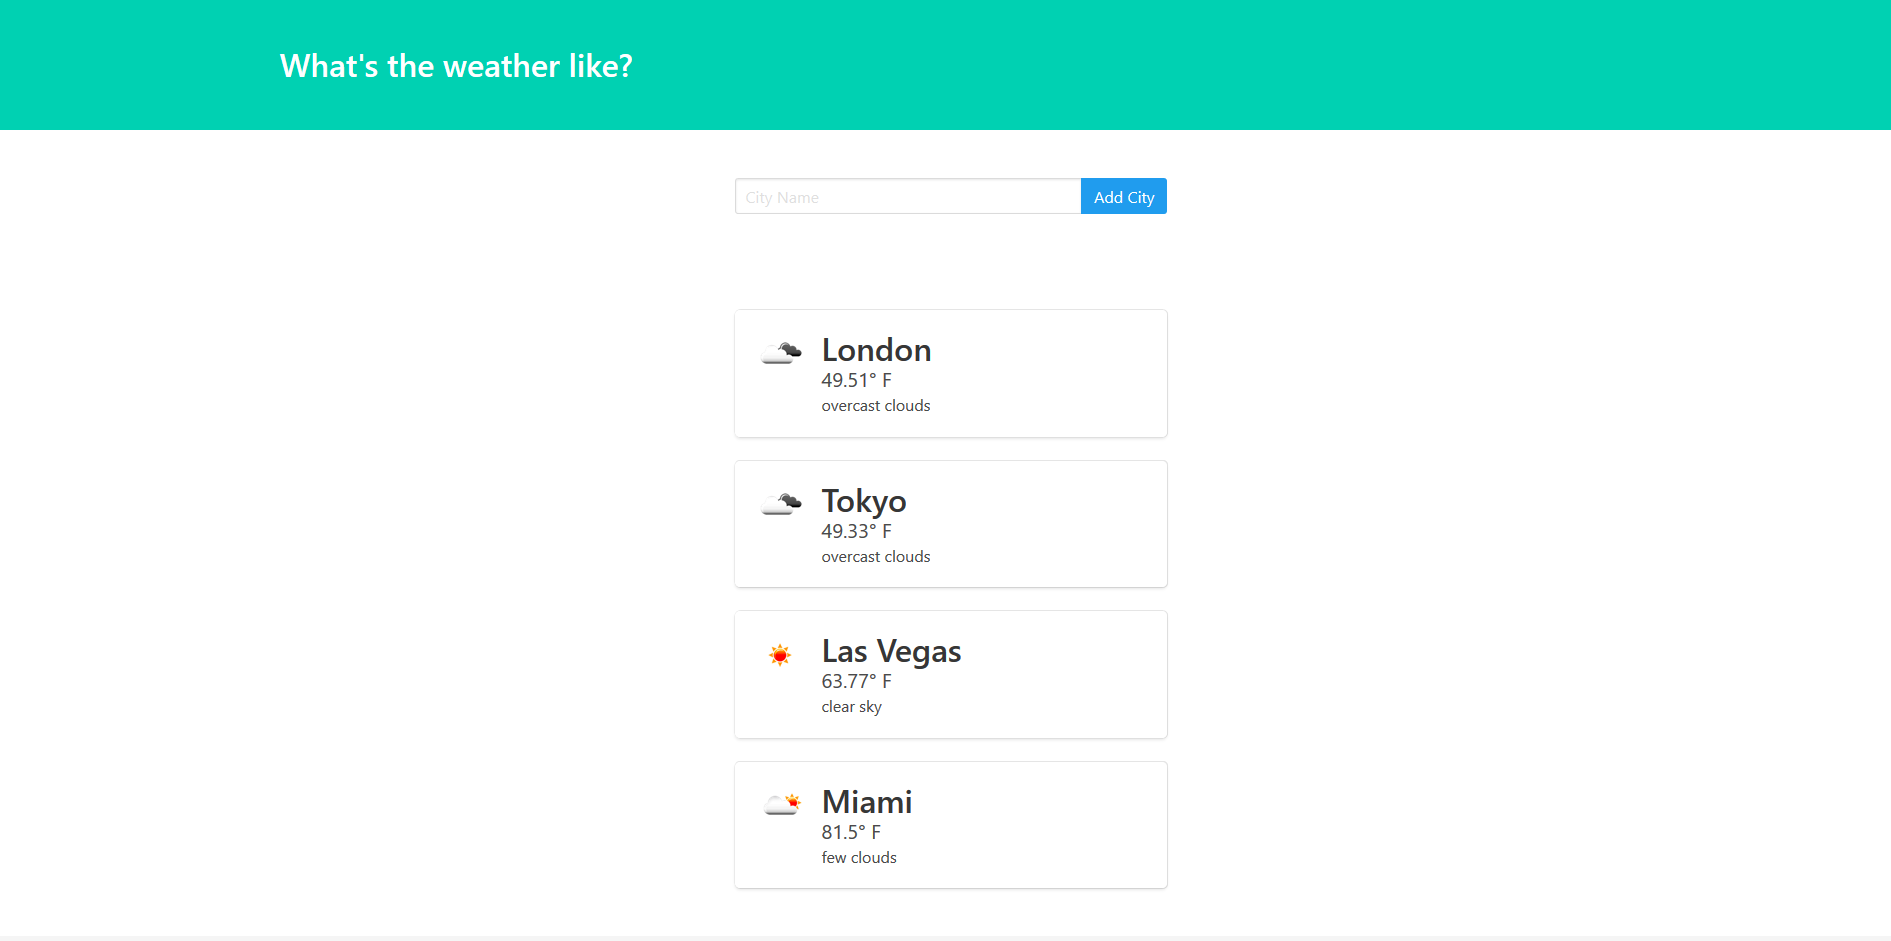 What's the weather like?
City Name
Add City
London
49.51° F
overcast clouds
Tokyo
49.33° F
overcast clouds
Las Vegas
63.77° F
clear sky
Miami
81.5° F
few clouds